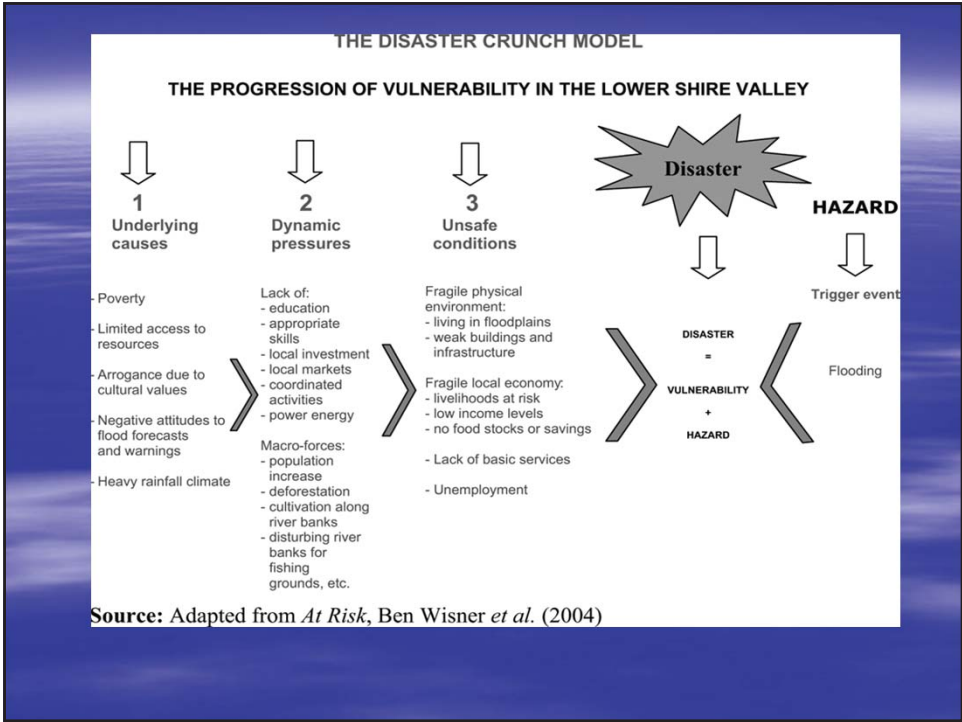 THE DISASTER CRUNCH MODEL
THE PROGRESSION OF VULNERABILITY IN THE LOWER SHIRE VALLEY
1
Underlying
causes
- Poverty
- Limited access to
resources
- Arrogance due to
cultural values
- Negative attitudes to
flood forecasts
and warnings
- Heavy rainfall climate
2
Dynamic
pressures
Lack of:
- education
- appropriate
skills
- local investment
- local markets
- coordinated
activities
- power energy
Macro-forces:
- population
increase
- deforestation
- cultivation along
river banks
- disturbing river
banks for
fishing
grounds, etc.
3
Unsafe
conditions
Fragile physical
environment:
- living in floodplains
- weak buildings and
infrastructure
Fragile local economy:
- livelihoods at risk
- low income levels
- no food stocks or savings
- Lack of basic services
- Unemployment
Disaster
DISASTER
=
VULNERABILITY
+
HAZARD
HAZARD
Trigger event
Flooding
Source: Adapted from At Risk, Ben Wisner et al. (2004)